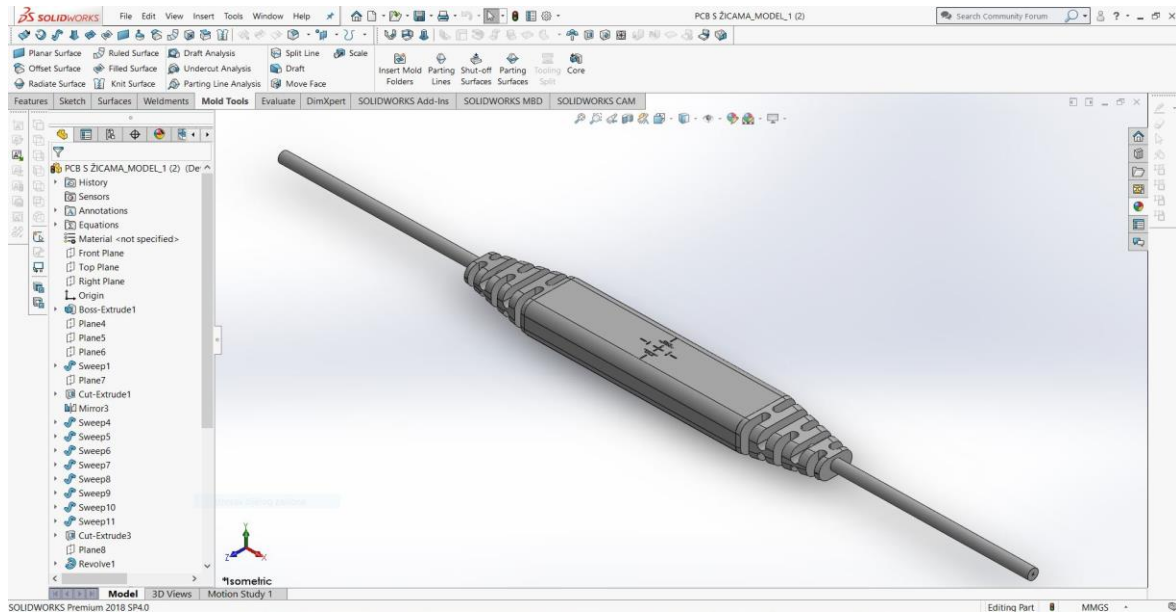 SOLIDWORKS File Edit View Insert Tools Window Help PCB S ŽICAMA_MODEL_1 (2) Search Community Forum
Planar Surface Ruled Surface Draft Analysis Split Line Scale
Offset Surface Filled Surface Undercut Analysis Draft Insert Mold Folders Parting Lines Shut-off Surfaces Parting Surfaces Tooling Split Core
Radiate Surface Knit Surface Parting Line Analysis Move Face
Features Sketch Surfaces Weldments Mold Tools Evaluate DimXpert SOLIDWORKS Add-Ins SOLIDWORKS MBD SOLIDWORKS CAM
PCB S ŽICAMA_MODEL_1 (2) (De
History
Sensors
Annotations
Equations
Material <not specified>
Front Plane
Top Plane
Right Plane
Origin
Boss-Extrude1
Plane4
Plane5
Plane6
Sweep1
Plane7
Cut-Extrude1
Mirror3
Sweep4
Sweep5
Sweep6
Sweep7
Sweep8
Sweep9
Sweep10
Sweep11
Cut-Extrude3
Plane8
Revolve1
Y
Z X
*Isometric
Model 3D Views Motion Study 1
SOLIDWORKS Premium 2018 SP4.0 Editing Part MMGS